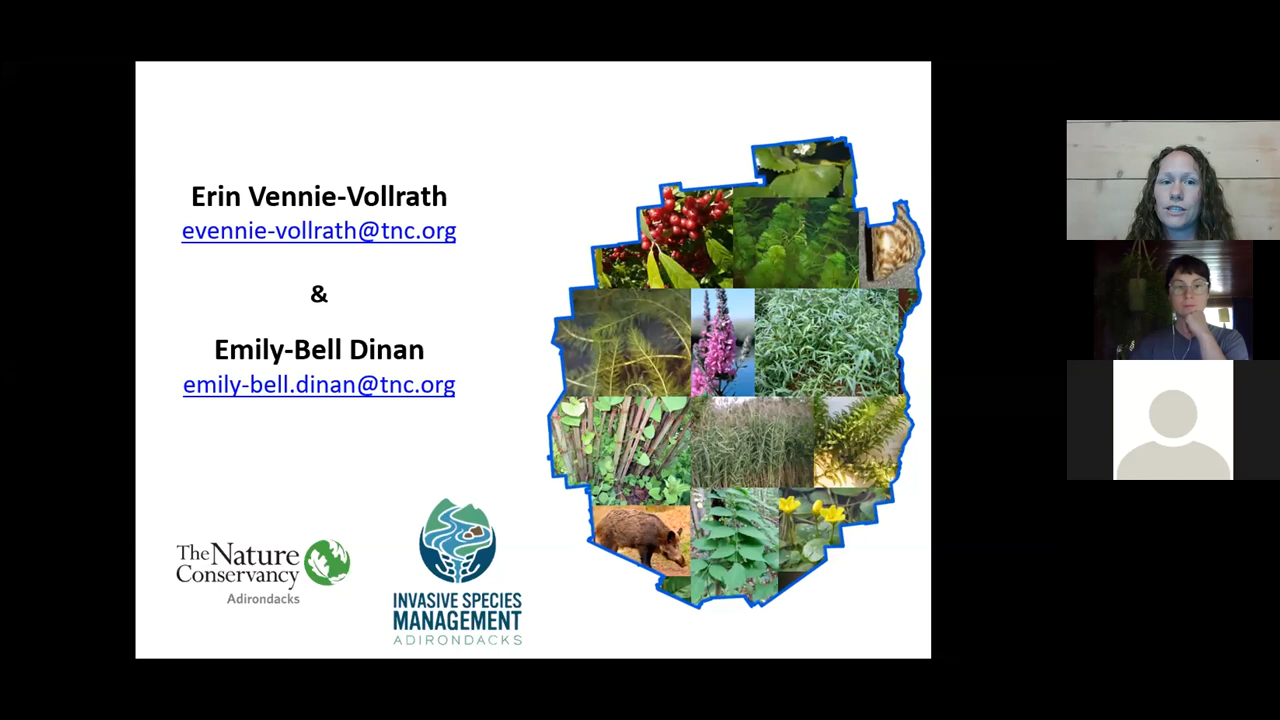 Erin Vennie-Vollrath
evennie-vollrath@tnc.org
&
Emily-Bell Dinan
emily-bell.dinan@tnc.org
The Nature
Conservancy
Adirondacks
INVASIVE SPECIES
MANAGEMENT
ADIRONDACKS